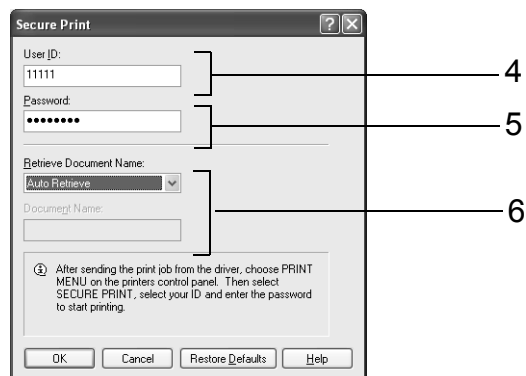 Secure Print
User ID:
11111
4
Password:
••••••••
5
Retrieve Document Name:
Auto Retrieve
6
Document Name:
After sending the print job from the driver, choose PRINT
MENU on the printers control panel. Then select
SECURE PRINT, select your ID and enter the password
to start printing.
OK Cancel Restore Defaults Help